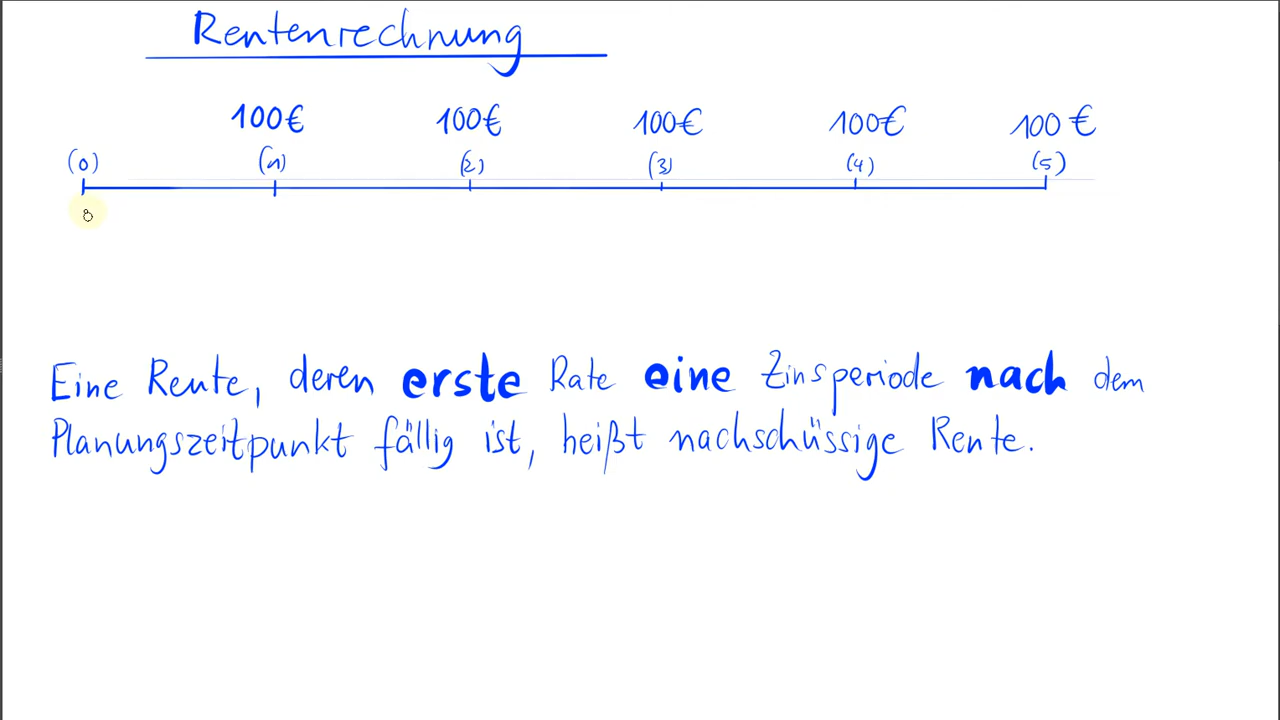 Rentenrechnung
100€ 100€ 100€ 100€ 100€
(0) (1) (2) (3) (4) (5)
Eine Rente, deren erste Rate eine Zinsperiode nach dem
Planungszeitpunkt fällig ist, heißt nachschüssige Rente.